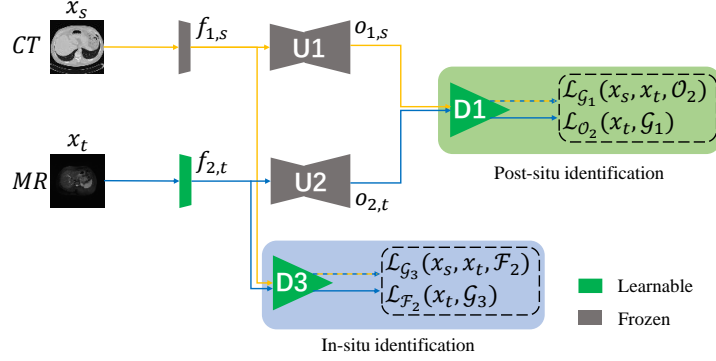 x_s
CT
f_{1,s}
U1
o_{1,s}
D1
ℒ_{𝒢_1}(x_s, x_t, 𝒪_2)
ℒ_{𝒪_2}(x_t, 𝒢_1)
Post-situ identification
x_t
MR
f_{2,t}
U2
o_{2,t}
D3
ℒ_{𝒢_3}(x_s, x_t, ℱ_2)
ℒ_{ℱ_2}(x_t, 𝒢_3)
In-situ identification
Learnable
Frozen